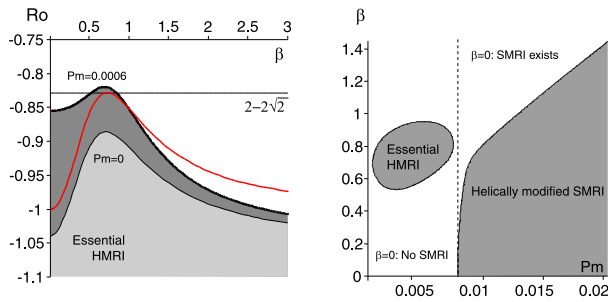 Ro
0 0.5 1 1.5 2 2.5 3
β
-0.75
-0.8
-0.85
-0.9
-0.95
-1
-1.05
-1.1
Pm=0.0006
2−2√2
Pm=0
Essential
HMRI
β
1.4
1.2
1
0.8
0.6
0.4
0.2
0
β=0: SMRI exists
Essential
HMRI
Helically modified SMRI
β=0: No SMRI
Pm
0.005 0.01 0.015 0.02